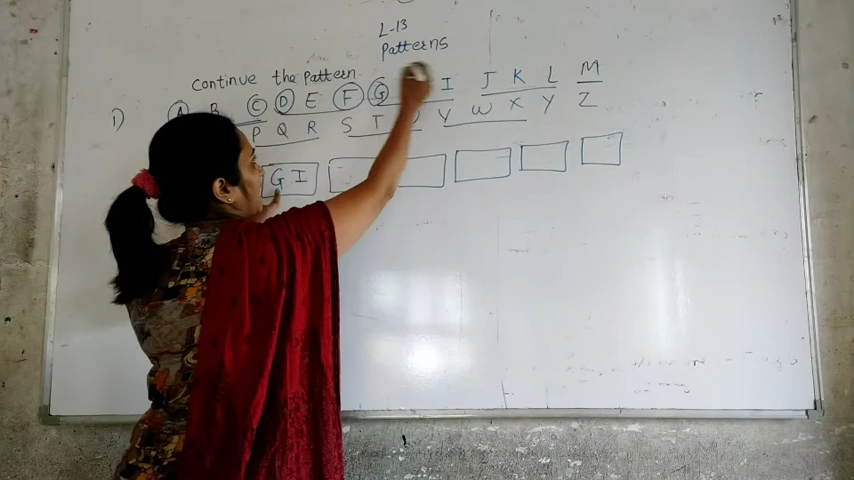 L-13
Patterns
Continue the pattern
1) A B C D E F G I J K L M
P Q R S T U V W X Y Z
G I